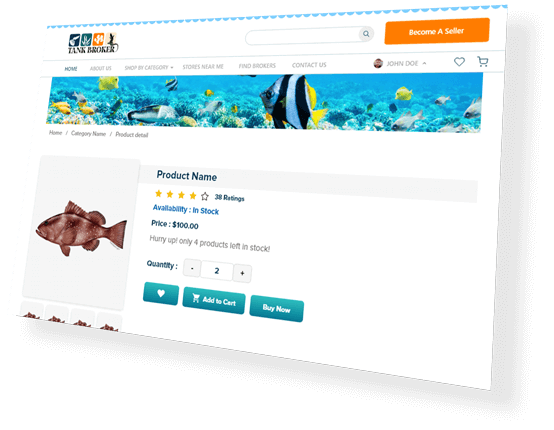 TANK BROKER
Become A Seller
HOME ABOUT US SHOP BY CATEGORY STORES NEAR ME FIND BROKERS CONTACT US JOHN DOE
Home / Category Name / Product detail
Product Name
38 Ratings
Availability : In Stock
Price : $100.00
Hurry up! only 4 products left in stock!
Quantity : - 2 +
Add to Cart Buy Now